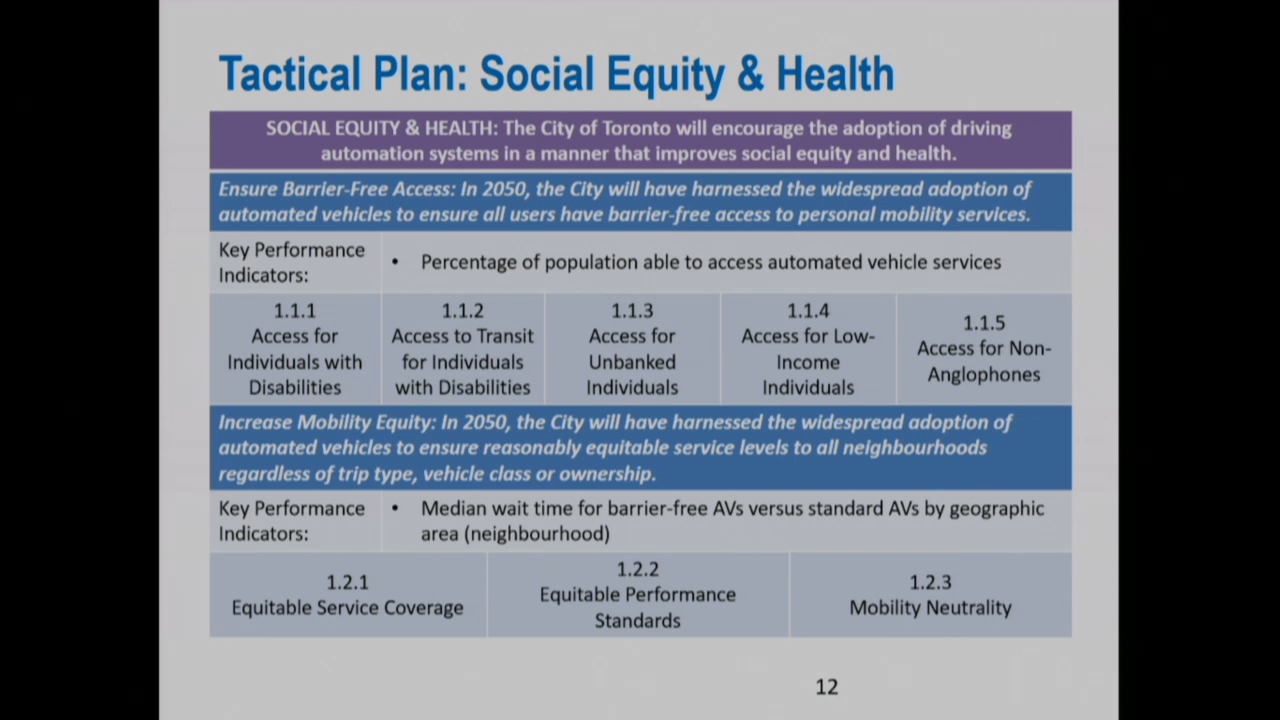 Tactical Plan: Social Equity & Health
SOCIAL EQUITY & HEALTH: The City of Toronto will encourage the adoption of driving
automation systems in a manner that improves social equity and health.
Ensure Barrier-Free Access: In 2050, the City will have harnessed the widespread adoption of
automated vehicles to ensure all users have barrier-free access to personal mobility services.
Key Performance
Indicators:
• Percentage of population able to access automated vehicle services
1.1.1
Access for
Individuals with
Disabilities
1.1.2
Access to Transit
for Individuals
with Disabilities
1.1.3
Access for
Unbanked
Individuals
1.1.4
Access for Low-
Income
Individuals
1.1.5
Access for Non-
Anglophones
Increase Mobility Equity: In 2050, the City will have harnessed the widespread adoption of
automated vehicles to ensure reasonably equitable service levels to all neighbourhoods
regardless of trip type, vehicle class or ownership.
Key Performance
Indicators:
• Median wait time for barrier-free AVs versus standard AVs by geographic
area (neighbourhood)
1.2.1
Equitable Service Coverage
1.2.2
Equitable Performance
Standards
1.2.3
Mobility Neutrality
12